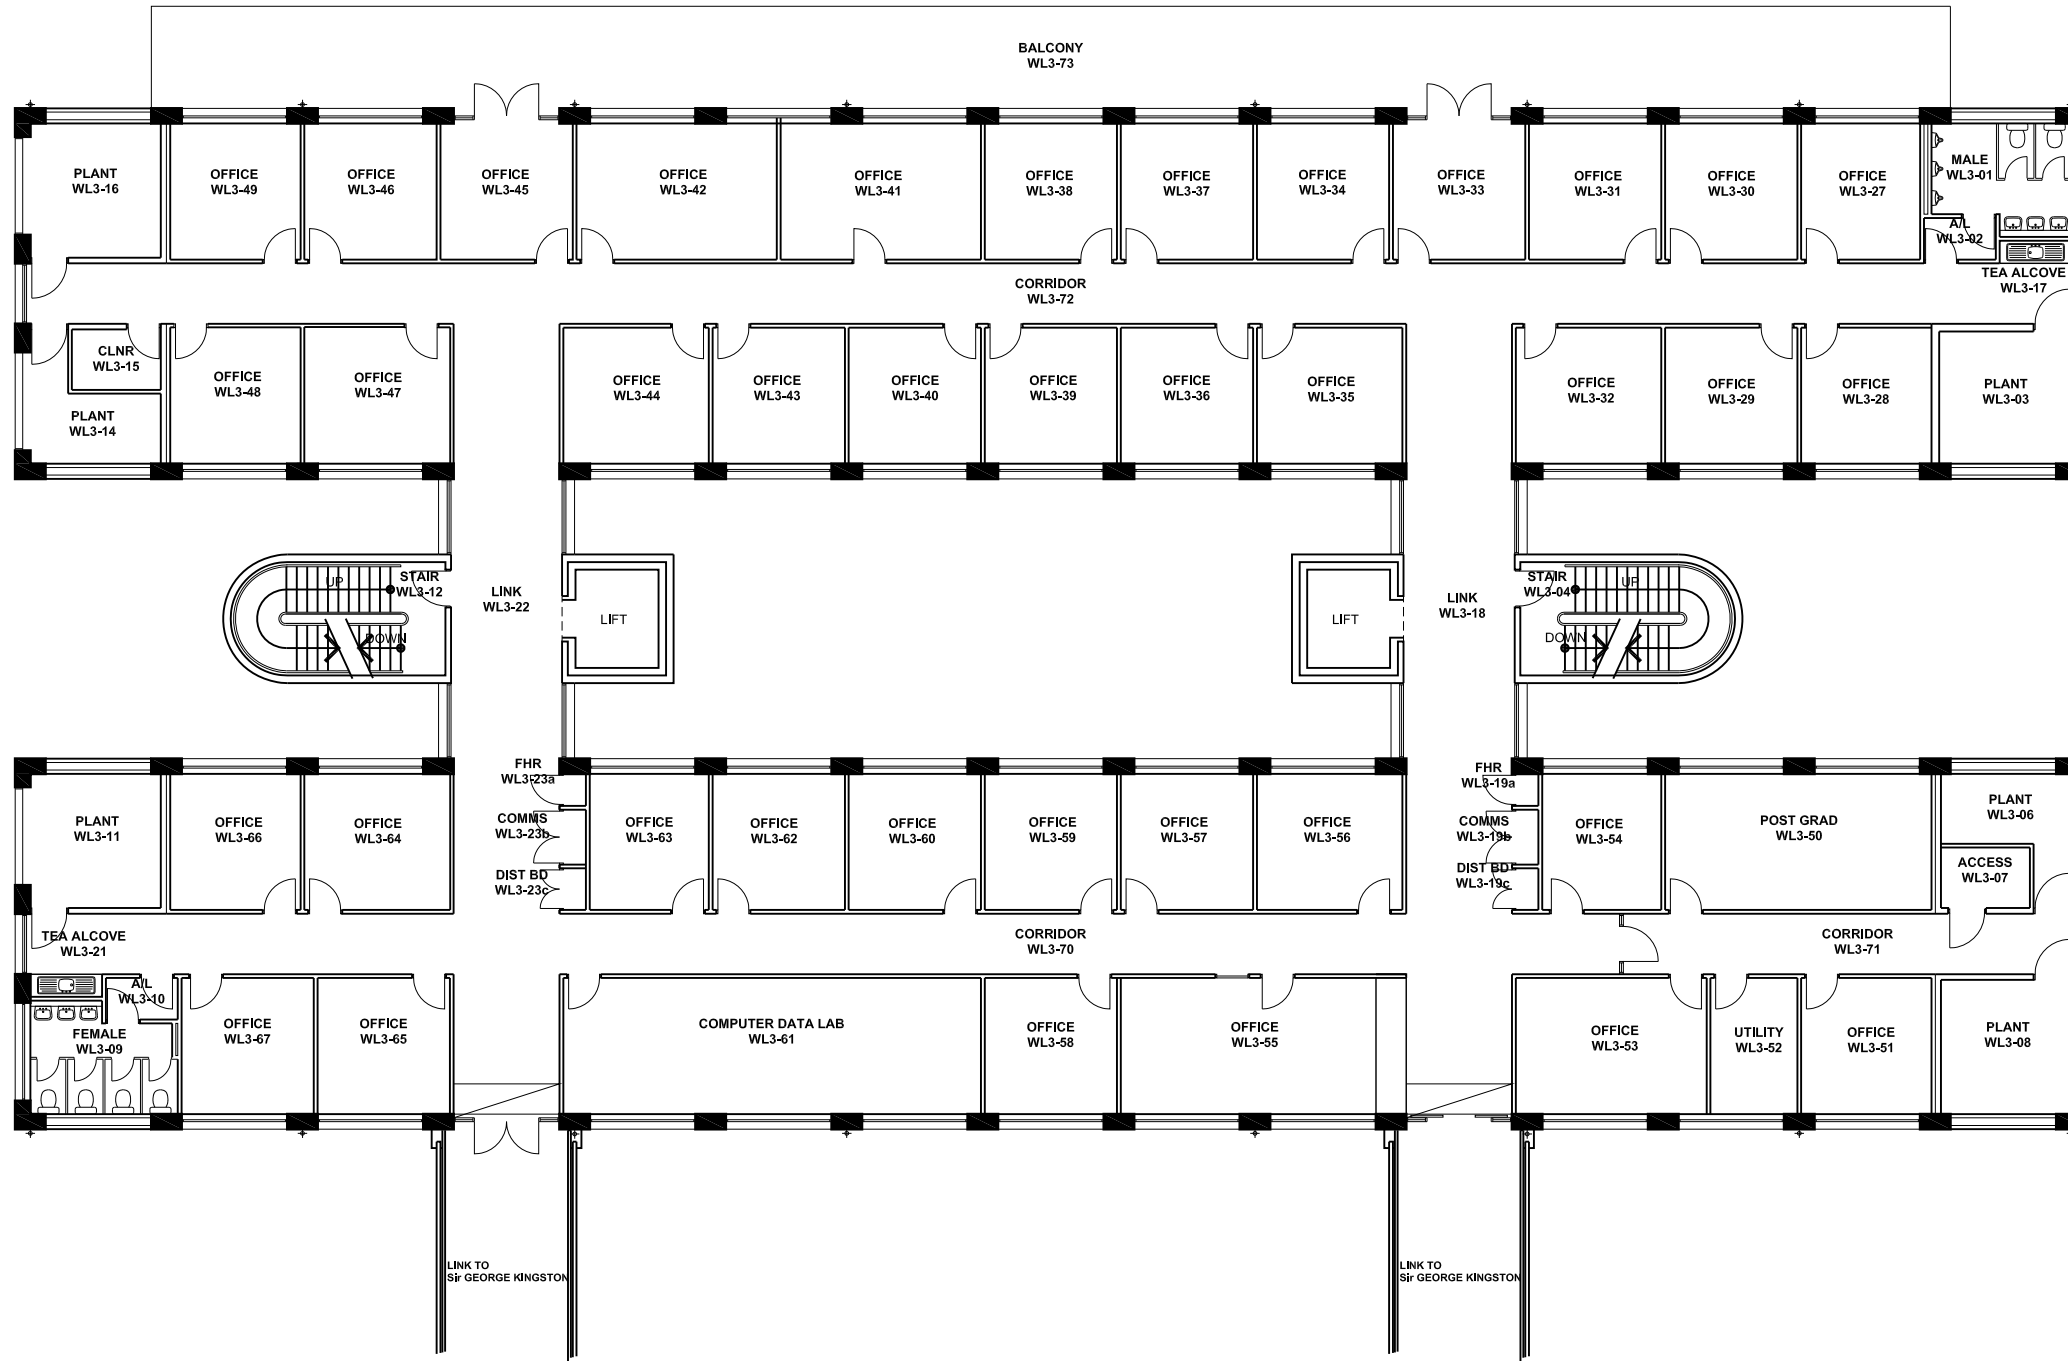 BALCONY
WL3-73
PLANT
WL3-16
OFFICE
WL3-49
OFFICE
WL3-46
OFFICE
WL3-45
OFFICE
WL3-42
OFFICE
WL3-41
OFFICE
WL3-38
OFFICE
WL3-37
OFFICE
WL3-34
OFFICE
WL3-33
OFFICE
WL3-31
OFFICE
WL3-30
OFFICE
WL3-27
MALE
WL3-01
A/L
WL3-02
TEA ALCOVE
WL3-17
CORRIDOR
WL3-72
CLNR
WL3-15
PLANT
WL3-14
OFFICE
WL3-48
OFFICE
WL3-47
OFFICE
WL3-44
OFFICE
WL3-43
OFFICE
WL3-40
OFFICE
WL3-39
OFFICE
WL3-36
OFFICE
WL3-35
OFFICE
WL3-32
OFFICE
WL3-29
OFFICE
WL3-28
PLANT
WL3-03
UP
STAIR
WL3-12
DOWN
LINK
WL3-22
LIFT
LIFT
LINK
WL3-18
STAIR
WL3-04
UP
DOWN
PLANT
WL3-11
OFFICE
WL3-66
OFFICE
WL3-64
FHR
WL3-23a
COMMS
WL3-23b
DIST BD
WL3-23c
OFFICE
WL3-63
OFFICE
WL3-62
OFFICE
WL3-60
OFFICE
WL3-59
OFFICE
WL3-57
OFFICE
WL3-56
FHR
WL3-19a
COMMS
WL3-19b
DIST BD
WL3-19c
OFFICE
WL3-54
POST GRAD
WL3-50
PLANT
WL3-06
ACCESS
WL3-07
TEA ALCOVE
WL3-21
CORRIDOR
WL3-70
CORRIDOR
WL3-71
A/L
WL3-10
FEMALE
WL3-09
OFFICE
WL3-67
OFFICE
WL3-65
COMPUTER DATA LAB
WL3-61
OFFICE
WL3-58
OFFICE
WL3-55
OFFICE
WL3-53
UTILITY
WL3-52
OFFICE
WL3-51
PLANT
WL3-08
LINK TO
Sir GEORGE KINGSTON
LINK TO
Sir GEORGE KINGSTON